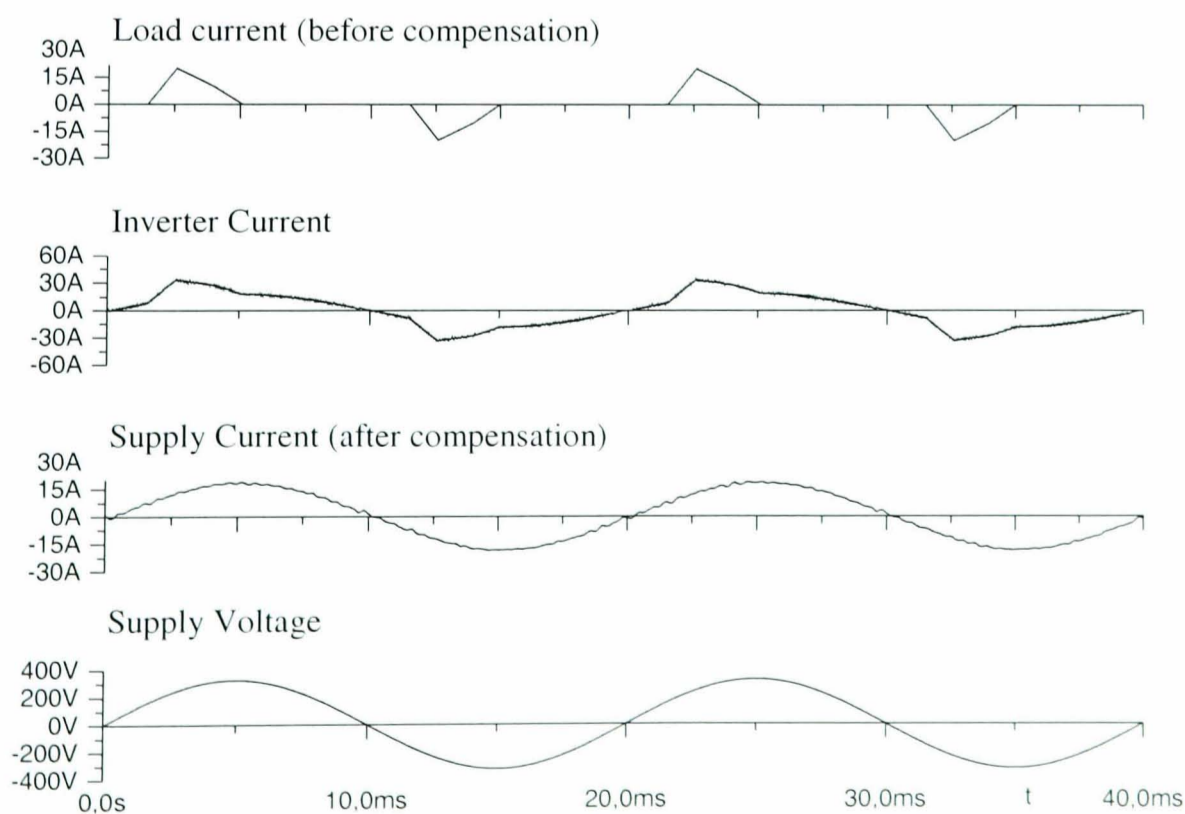 Load current (before compensation)
30A
15A
0A
-15A
-30A
Inverter Current
60A
30A
0A
-30A
-60A
Supply Current (after compensation)
30A
15A
0A
-15A
-30A
Supply Voltage
400V
200V
0V
-200V
-400V
0,0s 10,0ms 20,0ms 30,0ms t 40,0ms